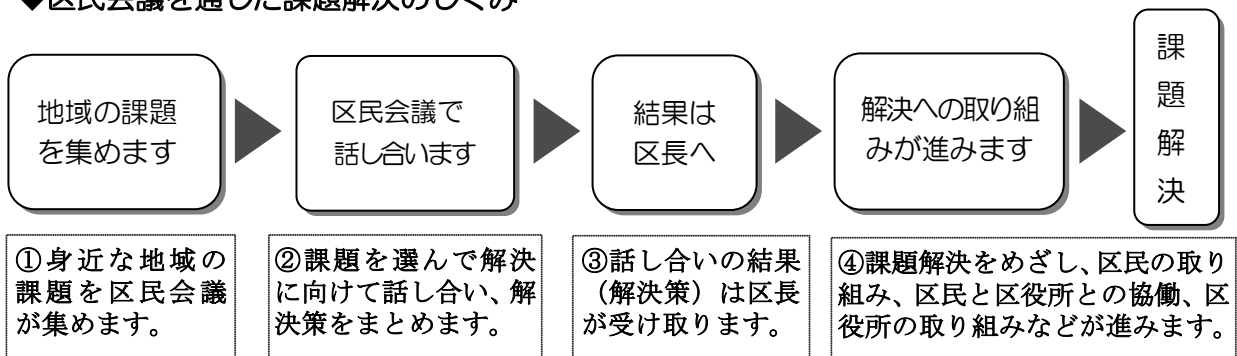 ◆区民会議を通じた課題解決のしくみ
地域の課題
を集めます
区民会議で
話し合います
結果は
区長へ
解決への取り組
みが進みます
課
題
解
決
①身近な地域の
課題を区民会議
が集めます。
②課題を選んで解決
に向けて話し合い、解
決策をまとめます。
③話し合いの結果
（解決策）は区長
が受け取ります。
④課題解決をめざし、区民の取り
組み、区民と区役所との協働、区
役所の取り組みなどが進みます。